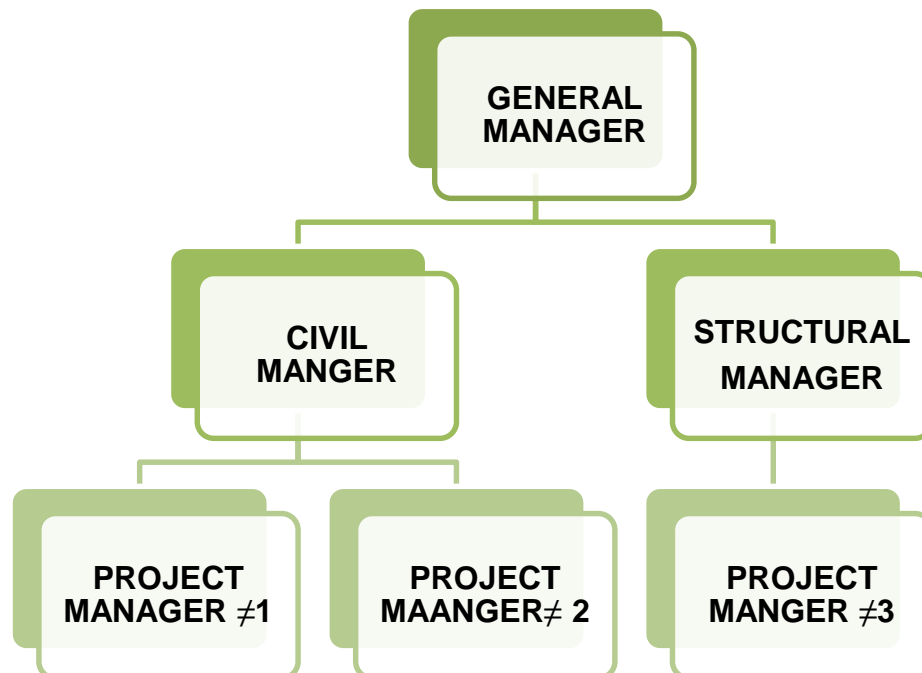 GENERAL
MANAGER
CIVIL
MANGER
STRUCTURAL
MANAGER
PROJECT
MANAGER ≠1
PROJECT
MAANGER≠ 2
PROJECT
MANGER ≠3